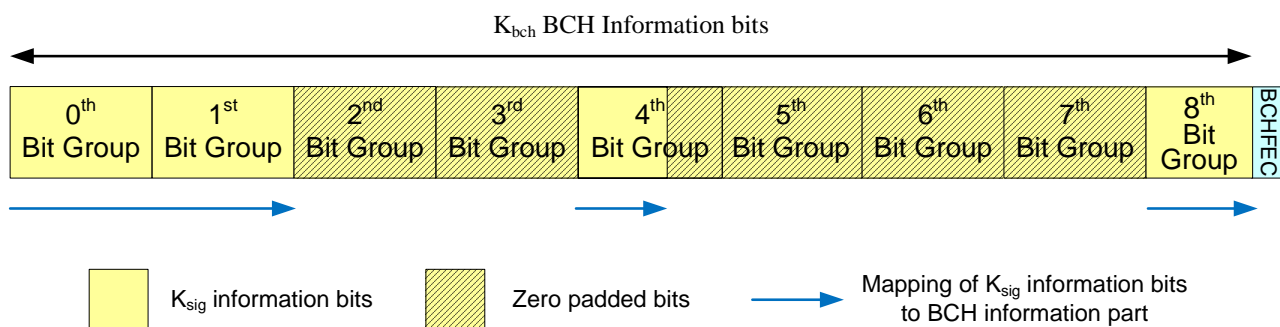 K_bch BCH Information bits
0th
Bit Group
1st
Bit Group
2nd
Bit Group
3rd
Bit Group
4th
Bit Group
5th
Bit Group
6th
Bit Group
7th
Bit Group
8th
Bit
Group
BCHFEC
K_sig information bits
Zero padded bits
Mapping of K_sig information bits
to BCH information part